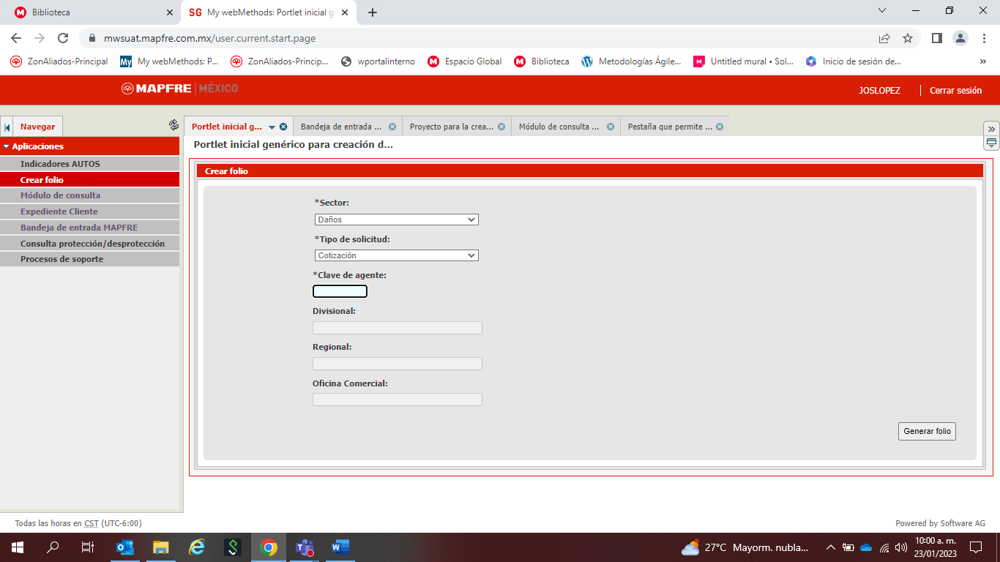 Biblioteca
SG My webMethods: Portlet inicial g
mwsuat.mapfre.com.mx/user.current.start.page
ZonAliados-Principal
My My webMethods: P...
ZonAliados-Princip...
wportalinterno
Espacio Global
Biblioteca
Metodologías Ágile...
Untitled mural • Sol...
Inicio de sesión de...
MAPFRE | MÉXICO
JOSLOPEZ
Cerrar sesión
Navegar
Portlet inicial g...
Bandeja de entrada ...
Proyecto para la crea...
Módulo de consulta ...
Pestaña que permite ...
Aplicaciones
Indicadores AUTOS
Crear folio
Módulo de consulta
Expediente Cliente
Bandeja de entrada MAPFRE
Consulta protección/desprotección
Procesos de soporte
Portlet inicial genérico para creación d...
Crear folio
*Sector:
Daños
*Tipo de solicitud:
Cotización
*Clave de agente:
Divisional:
Regional:
Oficina Comercial:
Generar folio
Todas las horas en CST (UTC-6:00)
Powered by Software AG
27°C Mayorm. nubla...
10:00 a. m.
23/01/2023